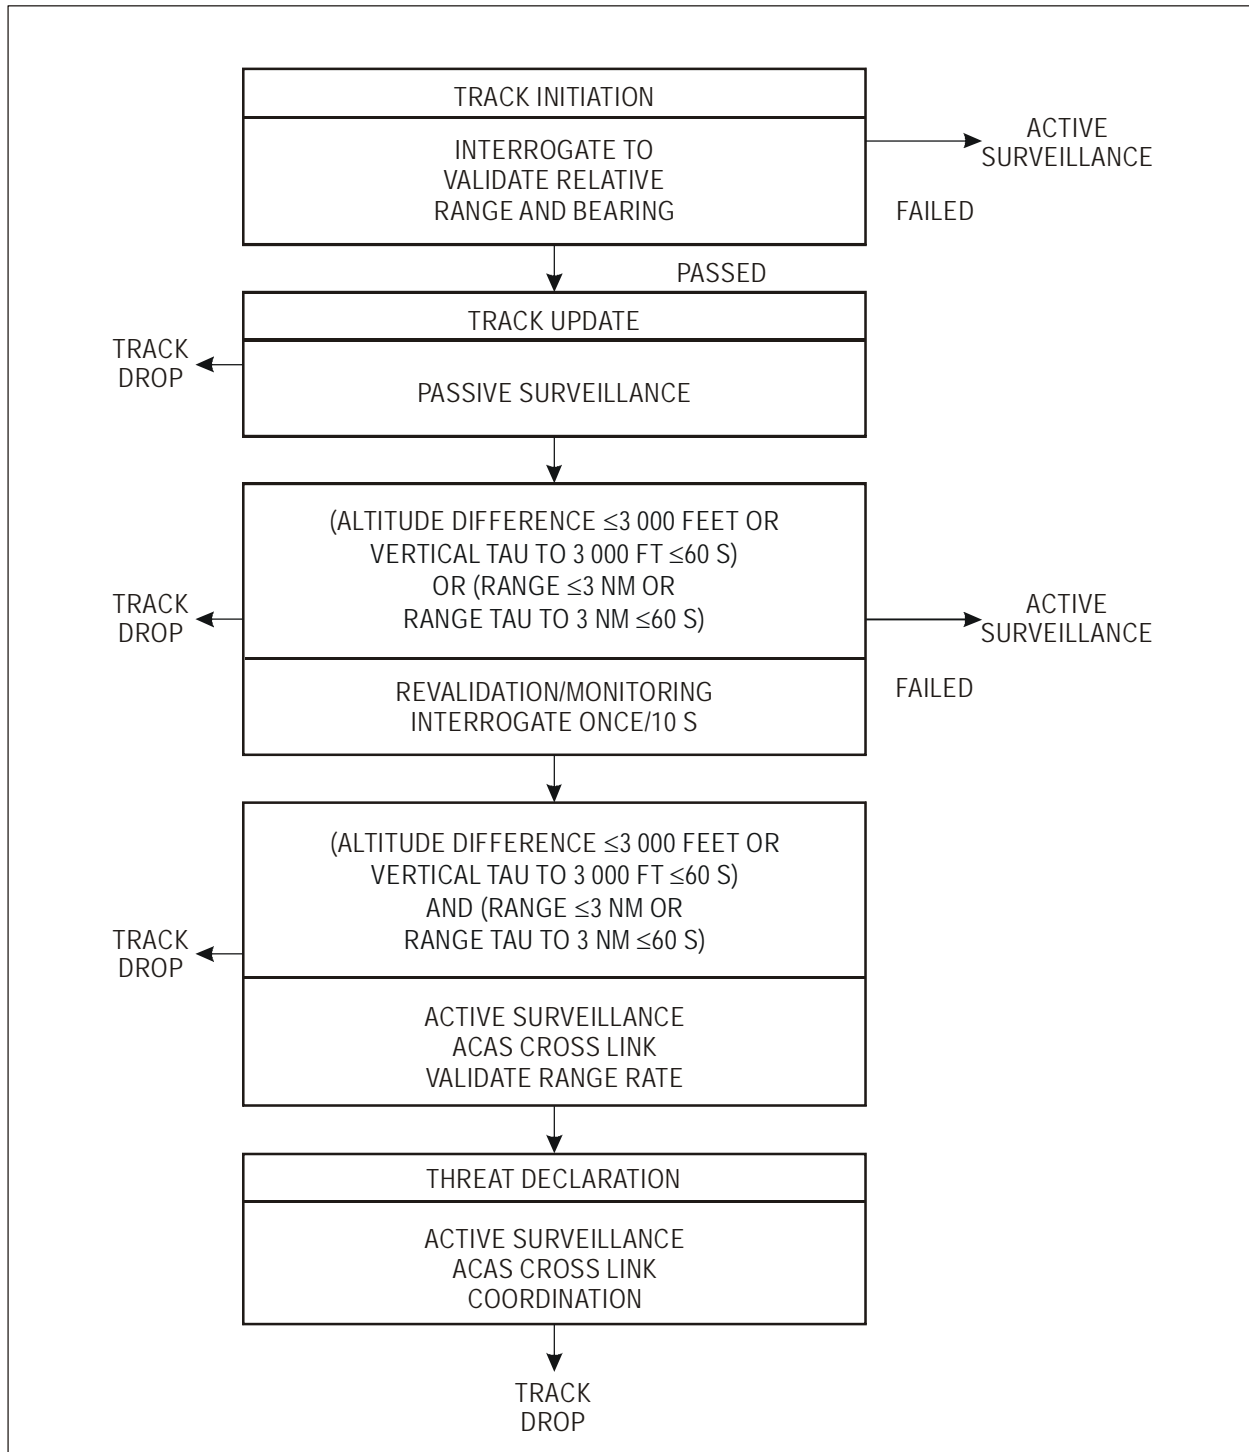 TRACK INITIATION
INTERROGATE TO
VALIDATE RELATIVE
RANGE AND BEARING
ACTIVE
SURVEILLANCE
FAILED
PASSED
TRACK UPDATE
PASSIVE SURVEILLANCE
TRACK
DROP
(ALTITUDE DIFFERENCE ≤3 000 FEET OR
VERTICAL TAU TO 3 000 FT ≤60 S)
OR (RANGE ≤3 NM OR
RANGE TAU TO 3 NM ≤60 S)
TRACK
DROP
ACTIVE
SURVEILLANCE
REVALIDATION/MONITORING
INTERROGATE ONCE/10 S
FAILED
(ALTITUDE DIFFERENCE ≤3 000 FEET OR
VERTICAL TAU TO 3 000 FT ≤60 S)
AND (RANGE ≤3 NM OR
RANGE TAU TO 3 NM ≤60 S)
TRACK
DROP
ACTIVE SURVEILLANCE
ACAS CROSS LINK
VALIDATE RANGE RATE
THREAT DECLARATION
ACTIVE SURVEILLANCE
ACAS CROSS LINK
COORDINATION
TRACK
DROP